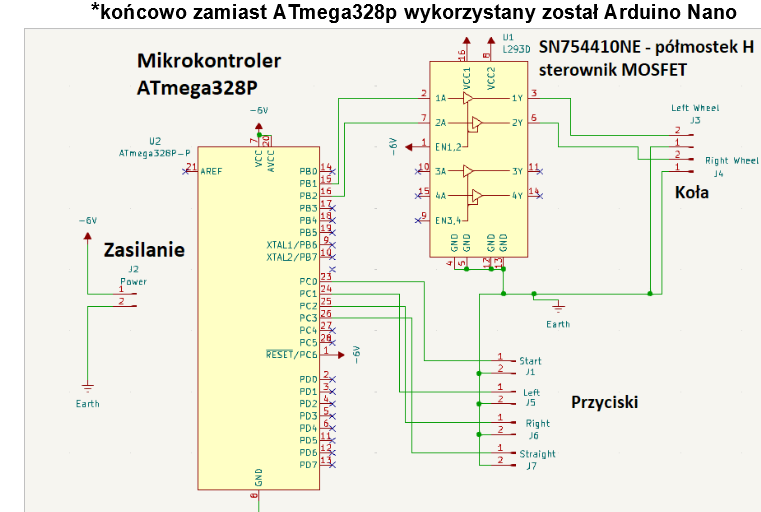 *końcowo zamiast ATmega328p wykorzystany został Arduino Nano
Mikrokontroler
ATmega328P
U1
L293D
SN754410NE - półmostek H
sterownik MOSFET
16
8
VCC1
VCC2
2 1A 1Y 3
7 2A 2Y 6
-6V 1 EN1,2
10 3A 3Y 11
15 4A 4Y 14
9 EN3,4
GND GND GND GND
4 5 12 13
Left Wheel
J3
2
1
2
1
Right Wheel
J4
Koła
Earth
-6V
U2
ATmega328P-P
7 20
VCC AVCC
21 AREF
PB0 14
PB1 15
PB2 16
PB3 17
PB4 18
PB5 19
XTAL1/PB6 9
XTAL2/PB7 10
PC0 23
PC1 24
PC2 25
PC3 26
PC4 27
PC5 28
RESET/PC6 1 -6V
PD0 2
PD1 3
PD2 4
PD3 5
PD4 6
PD5 11
PD6 12
PD7 13
GND
8
-6V
Zasilanie
J2
Power
1
2
Earth
1 Start
2 J1
1 Left
2 J5
1 Right
2 J6
1 Straight
2 J7
Przyciski